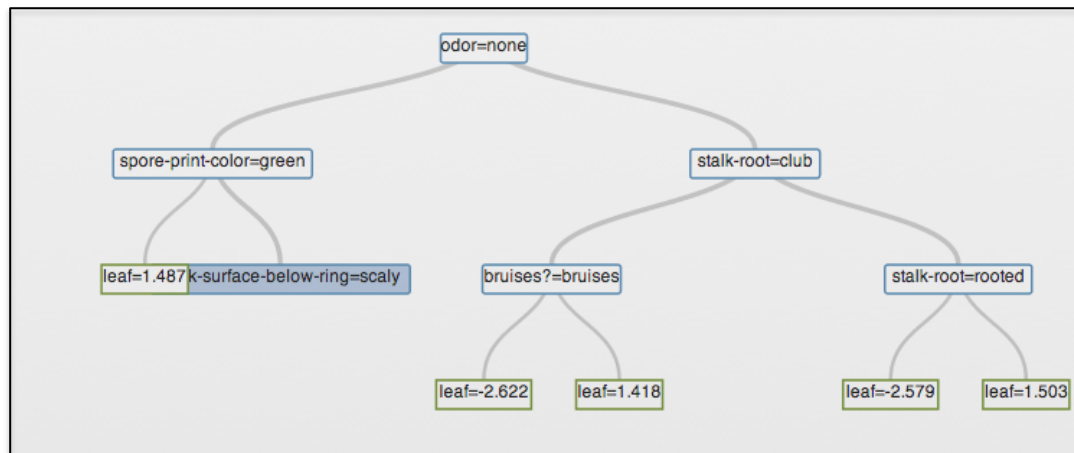 odor=none
spore-print-color=green
stalk-root=club
leaf=1.487
k-surface-below-ring=scaly
bruises?=bruises
stalk-root=rooted
leaf=-2.622
leaf=1.418
leaf=-2.579
leaf=1.503